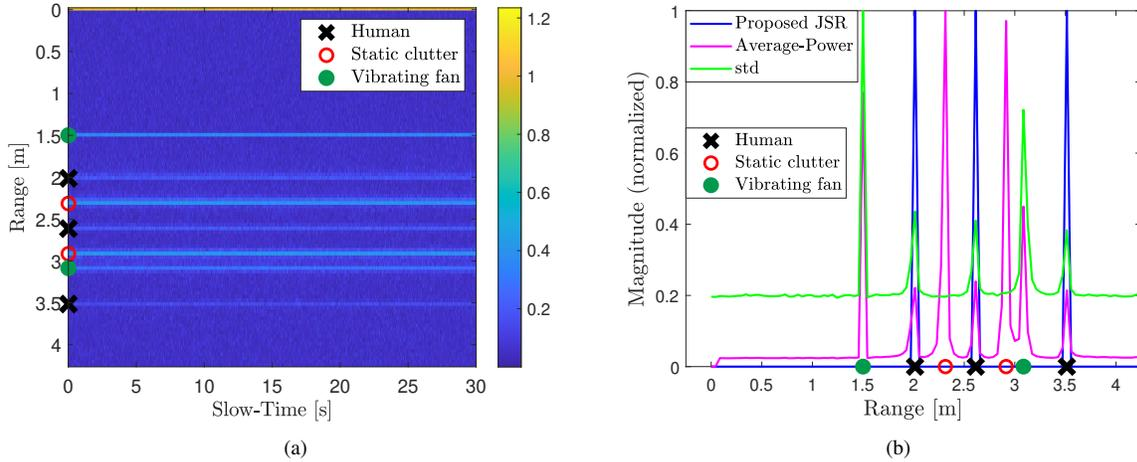 Human
Static clutter
Vibrating fan
0
0.5
1
1.5
2
2.5
3
3.5
4
Range [m]
0 5 10 15 20 25 30
Slow-Time [s]
1.2
1
0.8
0.6
0.4
0.2
(a)
Proposed JSR
Average-Power
std
Human
Static clutter
Vibrating fan
1
0.8
0.6
0.4
0.2
0
Magnitude (normalized)
0 0.5 1 1.5 2 2.5 3 3.5 4
Range [m]
(b)